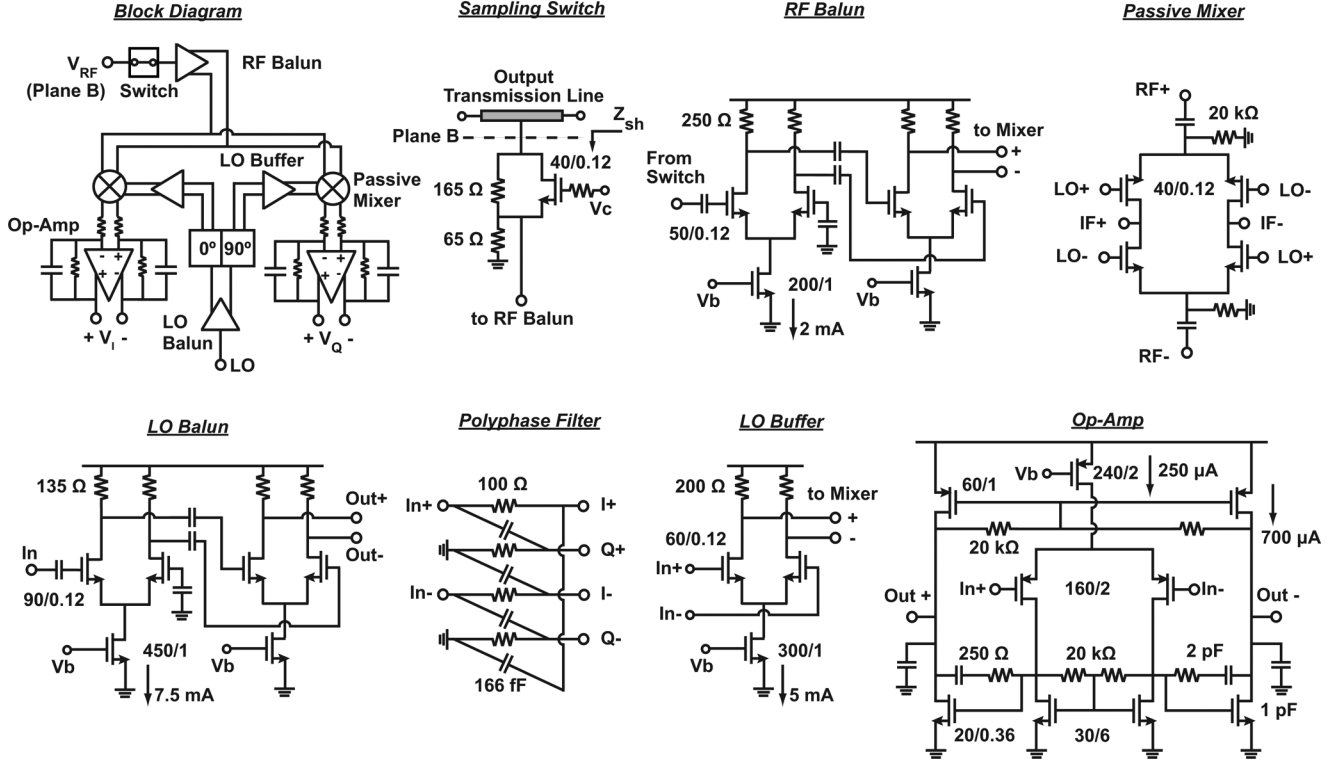 Block Diagram
V_RF
(Plane B)
Switch
RF Balun
LO Buffer
Passive
Mixer
Op-Amp
0º 90º
+ V_I -
LO
Balun
LO
+ V_Q -
Sampling Switch
Output
Transmission Line
Plane B
Z_sh
40/0.12
165 Ω
Vc
65 Ω
to RF Balun
RF Balun
250 Ω
to Mixer
+
-
From
Switch
50/0.12
Vb
200/1
2 mA
Vb
Passive Mixer
RF+
20 kΩ
LO+
40/0.12
LO-
IF+
IF-
LO-
LO+
RF-
LO Balun
135 Ω
Out+
Out-
In
90/0.12
Vb
450/1
7.5 mA
Vb
Polyphase Filter
100 Ω
In+
I+
Q+
In-
I-
Q-
166 fF
LO Buffer
200 Ω
to Mixer
+
-
60/0.12
In+
In-
Vb
300/1
5 mA
Op-Amp
Vb
240/2
250 µA
60/1
20 kΩ
700 µA
In+
160/2
In-
Out +
Out -
250 Ω
20 kΩ
2 pF
20/0.36
30/6
1 pF
- +
+ -
- +
+ -